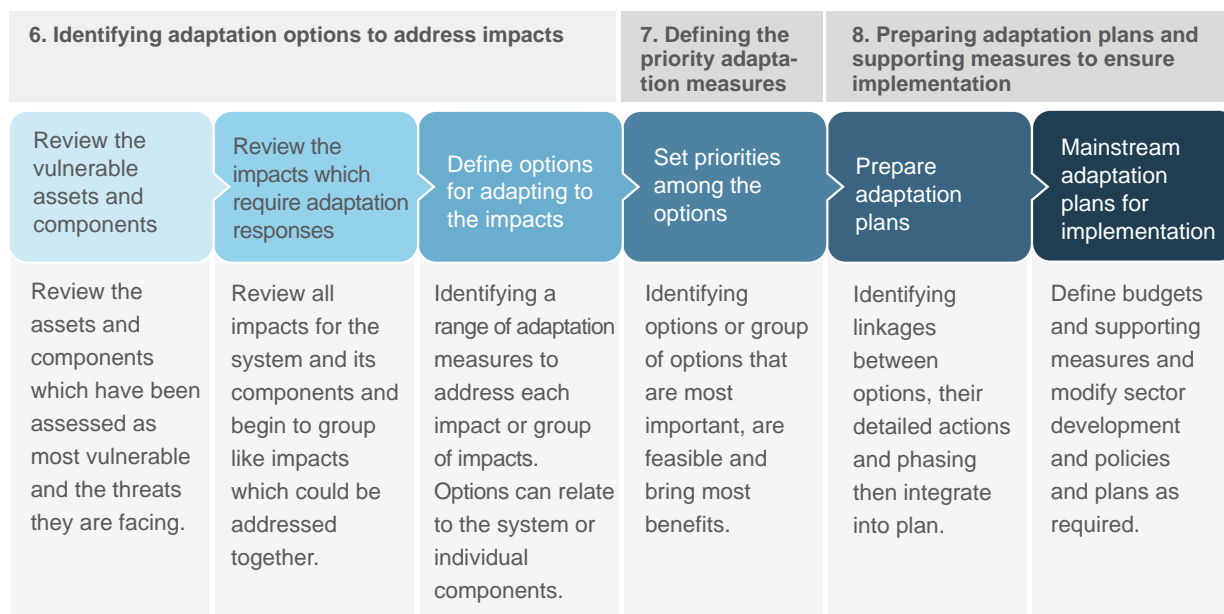 6. Identifying adaptation options to address impacts
7. Defining the
priority adapta-
tion measures
8. Preparing adaptation plans and
supporting measures to ensure
implementation
Review the
vulnerable
assets and
components
Review the
impacts which
require adaptation
responses
Define options
for adapting to
the impacts
Set priorities
among the
options
Prepare
adaptation
plans
Mainstream
adaptation
plans for
implementation
Review the
assets and
components
which have been
assessed as
most vulnerable
and the threats
they are facing.
Review all
impacts for the
system and its
components and
begin to group
like impacts
which could be
addressed
together.
Identifying a
range of adaptation
measures to
address each
impact or group
of impacts.
Options can relate
to the system or
individual
components.
Identifying
options or group
of options that
are most
important, are
feasible and
bring most
benefits.
Identifying
linkages
between
options, their
detailed actions
and phasing
then integrate
into plan.
Define budgets
and supporting
measures and
modify sector
development
and policies
and plans as
required.